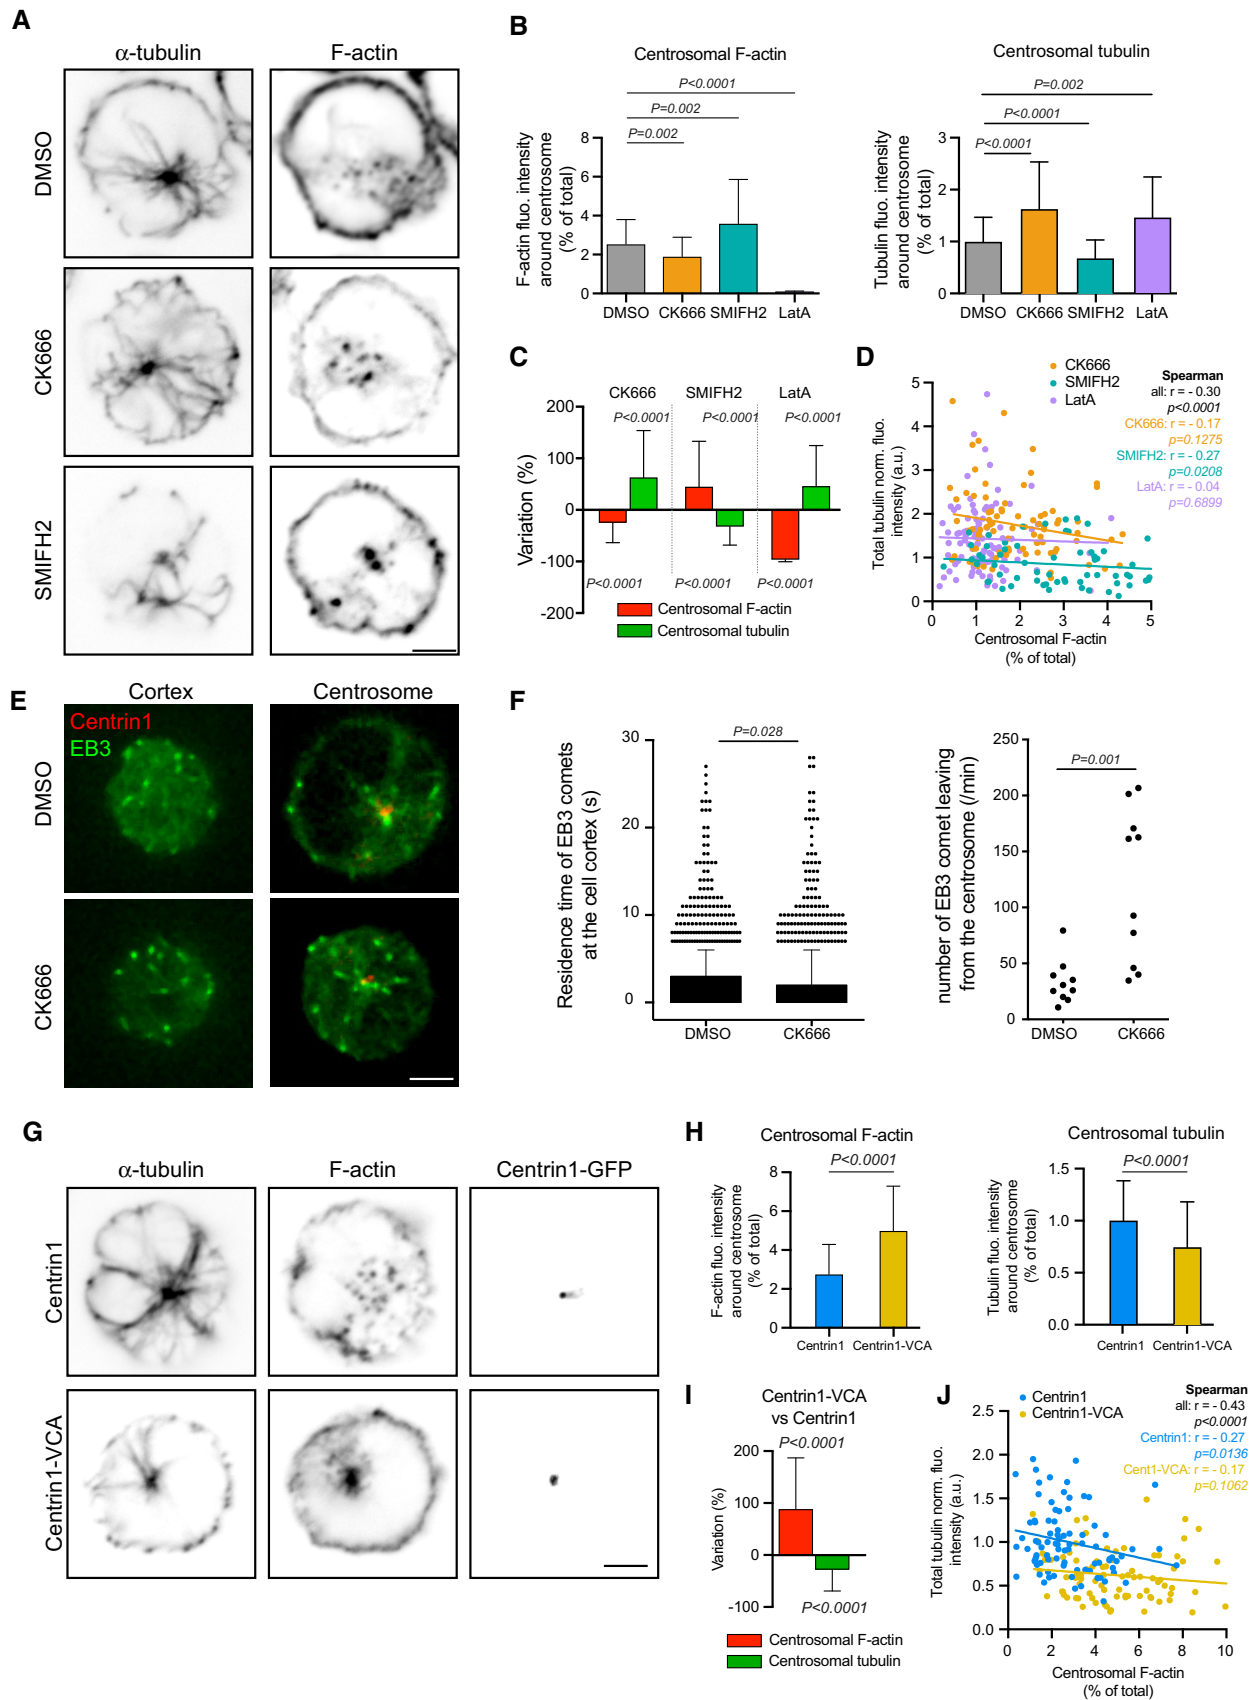 A
α-tubulin
F-actin
DMSO
CK666
SMIFH2
B
Centrosomal F-actin
P<0.0001
P=0.002
P=0.002
F-actin fluo. intensity
around centrosome
(% of total)
8
6
4
2
0
DMSO
CK666
SMIFH2
LatA
Centrosomal tubulin
P=0.002
P<0.0001
P<0.0001
Tubulin fluo. intensity
around centrosome
(% of total)
3
2
1
0
DMSO
CK666
SMIFH2
LatA
C
CK666
SMIFH2
LatA
P<0.0001
P<0.0001
P<0.0001
Variation (%)
200
100
0
-100
-200
P<0.0001
P<0.0001
P<0.0001
Centrosomal F-actin
Centrosomal tubulin
D
CK666
SMIFH2
LatA
Spearman
all: r = - 0.30
p<0.0001
CK666: r = - 0.17
p=0.1275
SMIFH2: r = - 0.27
p=0.0208
LatA: r = - 0.04
p=0.6899
Total tubulin norm. fluo.
intensity (a.u.)
5
4
3
2
1
0
0
1
2
3
4
5
Centrosomal F-actin
(% of total)
E
Cortex
Centrosome
Centrin1
EB3
DMSO
CK666
F
P=0.028
Residence time of EB3 comets
at the cell cortex (s)
30
20
10
0
DMSO
CK666
P=0.001
number of EB3 comet leaving
from the centrosome (/min)
250
200
150
100
50
0
DMSO
CK666
G
α-tubulin
F-actin
Centrin1-GFP
Centrin1
Centrin1-VCA
H
Centrosomal F-actin
P<0.0001
F-actin fluo. intensity
around centrosome
(% of total)
8
6
4
2
0
Centrin1
Centrin1-VCA
Centrosomal tubulin
P<0.0001
Tubulin fluo. intensity
around centrosome
(% of total)
1.5
1.0
0.5
0.0
Centrin1
Centrin1-VCA
I
Centrin1-VCA
vs Centrin1
P<0.0001
Variation (%)
200
100
0
-100
P<0.0001
Centrosomal F-actin
Centrosomal tubulin
J
Centrin1
Centrin1-VCA
Spearman
all: r = - 0.43
p<0.0001
Centrin1: r = - 0.27
p=0.0136
Cent1-VCA: r = - 0.17
p=0.1062
Total tubulin norm. fluo.
intensity (a.u.)
2.5
2.0
1.5
1.0
0.5
0.0
0
2
4
6
8
10
Centrosomal F-actin
(% of total)